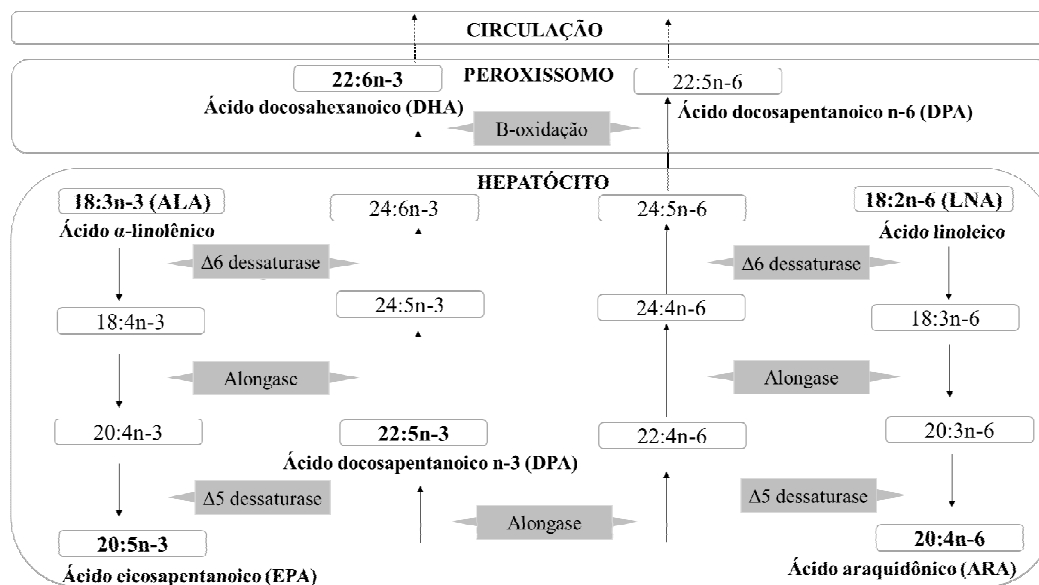 CIRCULAÇÃO
PEROXISSOMO
22:6n-3
22:5n-6
Ácido docosahexanoico (DHA)
Ácido docosapentanoico n-6 (DPA)
B-oxidação
HEPATÓCITO
18:3n-3 (ALA)
24:6n-3
24:5n-6
18:2n-6 (LNA)
Ácido α-linolênico
Ácido linoleico
Δ6 dessaturase
Δ6 dessaturase
18:4n-3
24:5n-3
24:4n-6
18:3n-6
Alongase
Alongase
20:4n-3
22:5n-3
22:4n-6
20:3n-6
Ácido docosapentanoico n-3 (DPA)
Δ5 dessaturase
Δ5 dessaturase
Alongase
20:5n-3
20:4n-6
Ácido eicosapentanoico (EPA)
Ácido araquidônico (ARA)